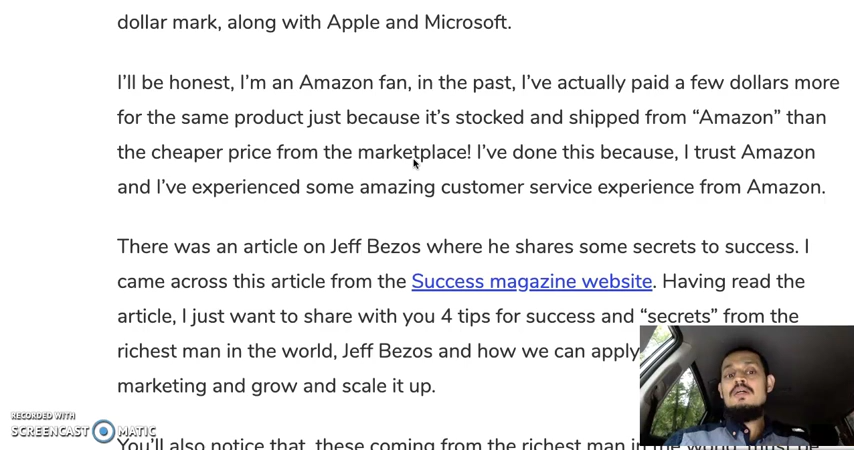 dollar mark, along with Apple and Microsoft.
I'll be honest, I'm an Amazon fan, in the past, I've actually paid a few dollars more
for the same product just because it's stocked and shipped from “Amazon” than
the cheaper price from the marketplace! I've done this because, I trust Amazon
and I've experienced some amazing customer service experience from Amazon.
There was an article on Jeff Bezos where he shares some secrets to success. I
came across this article from the Success magazine website. Having read the
article, I just want to share with you 4 tips for success and “secrets” from the
richest man in the world, Jeff Bezos and how we can apply
marketing and grow and scale it up.
RECORDED WITH
SCREENCAST MATIC
You'll also notice that, these coming from the richest man in the world, must be